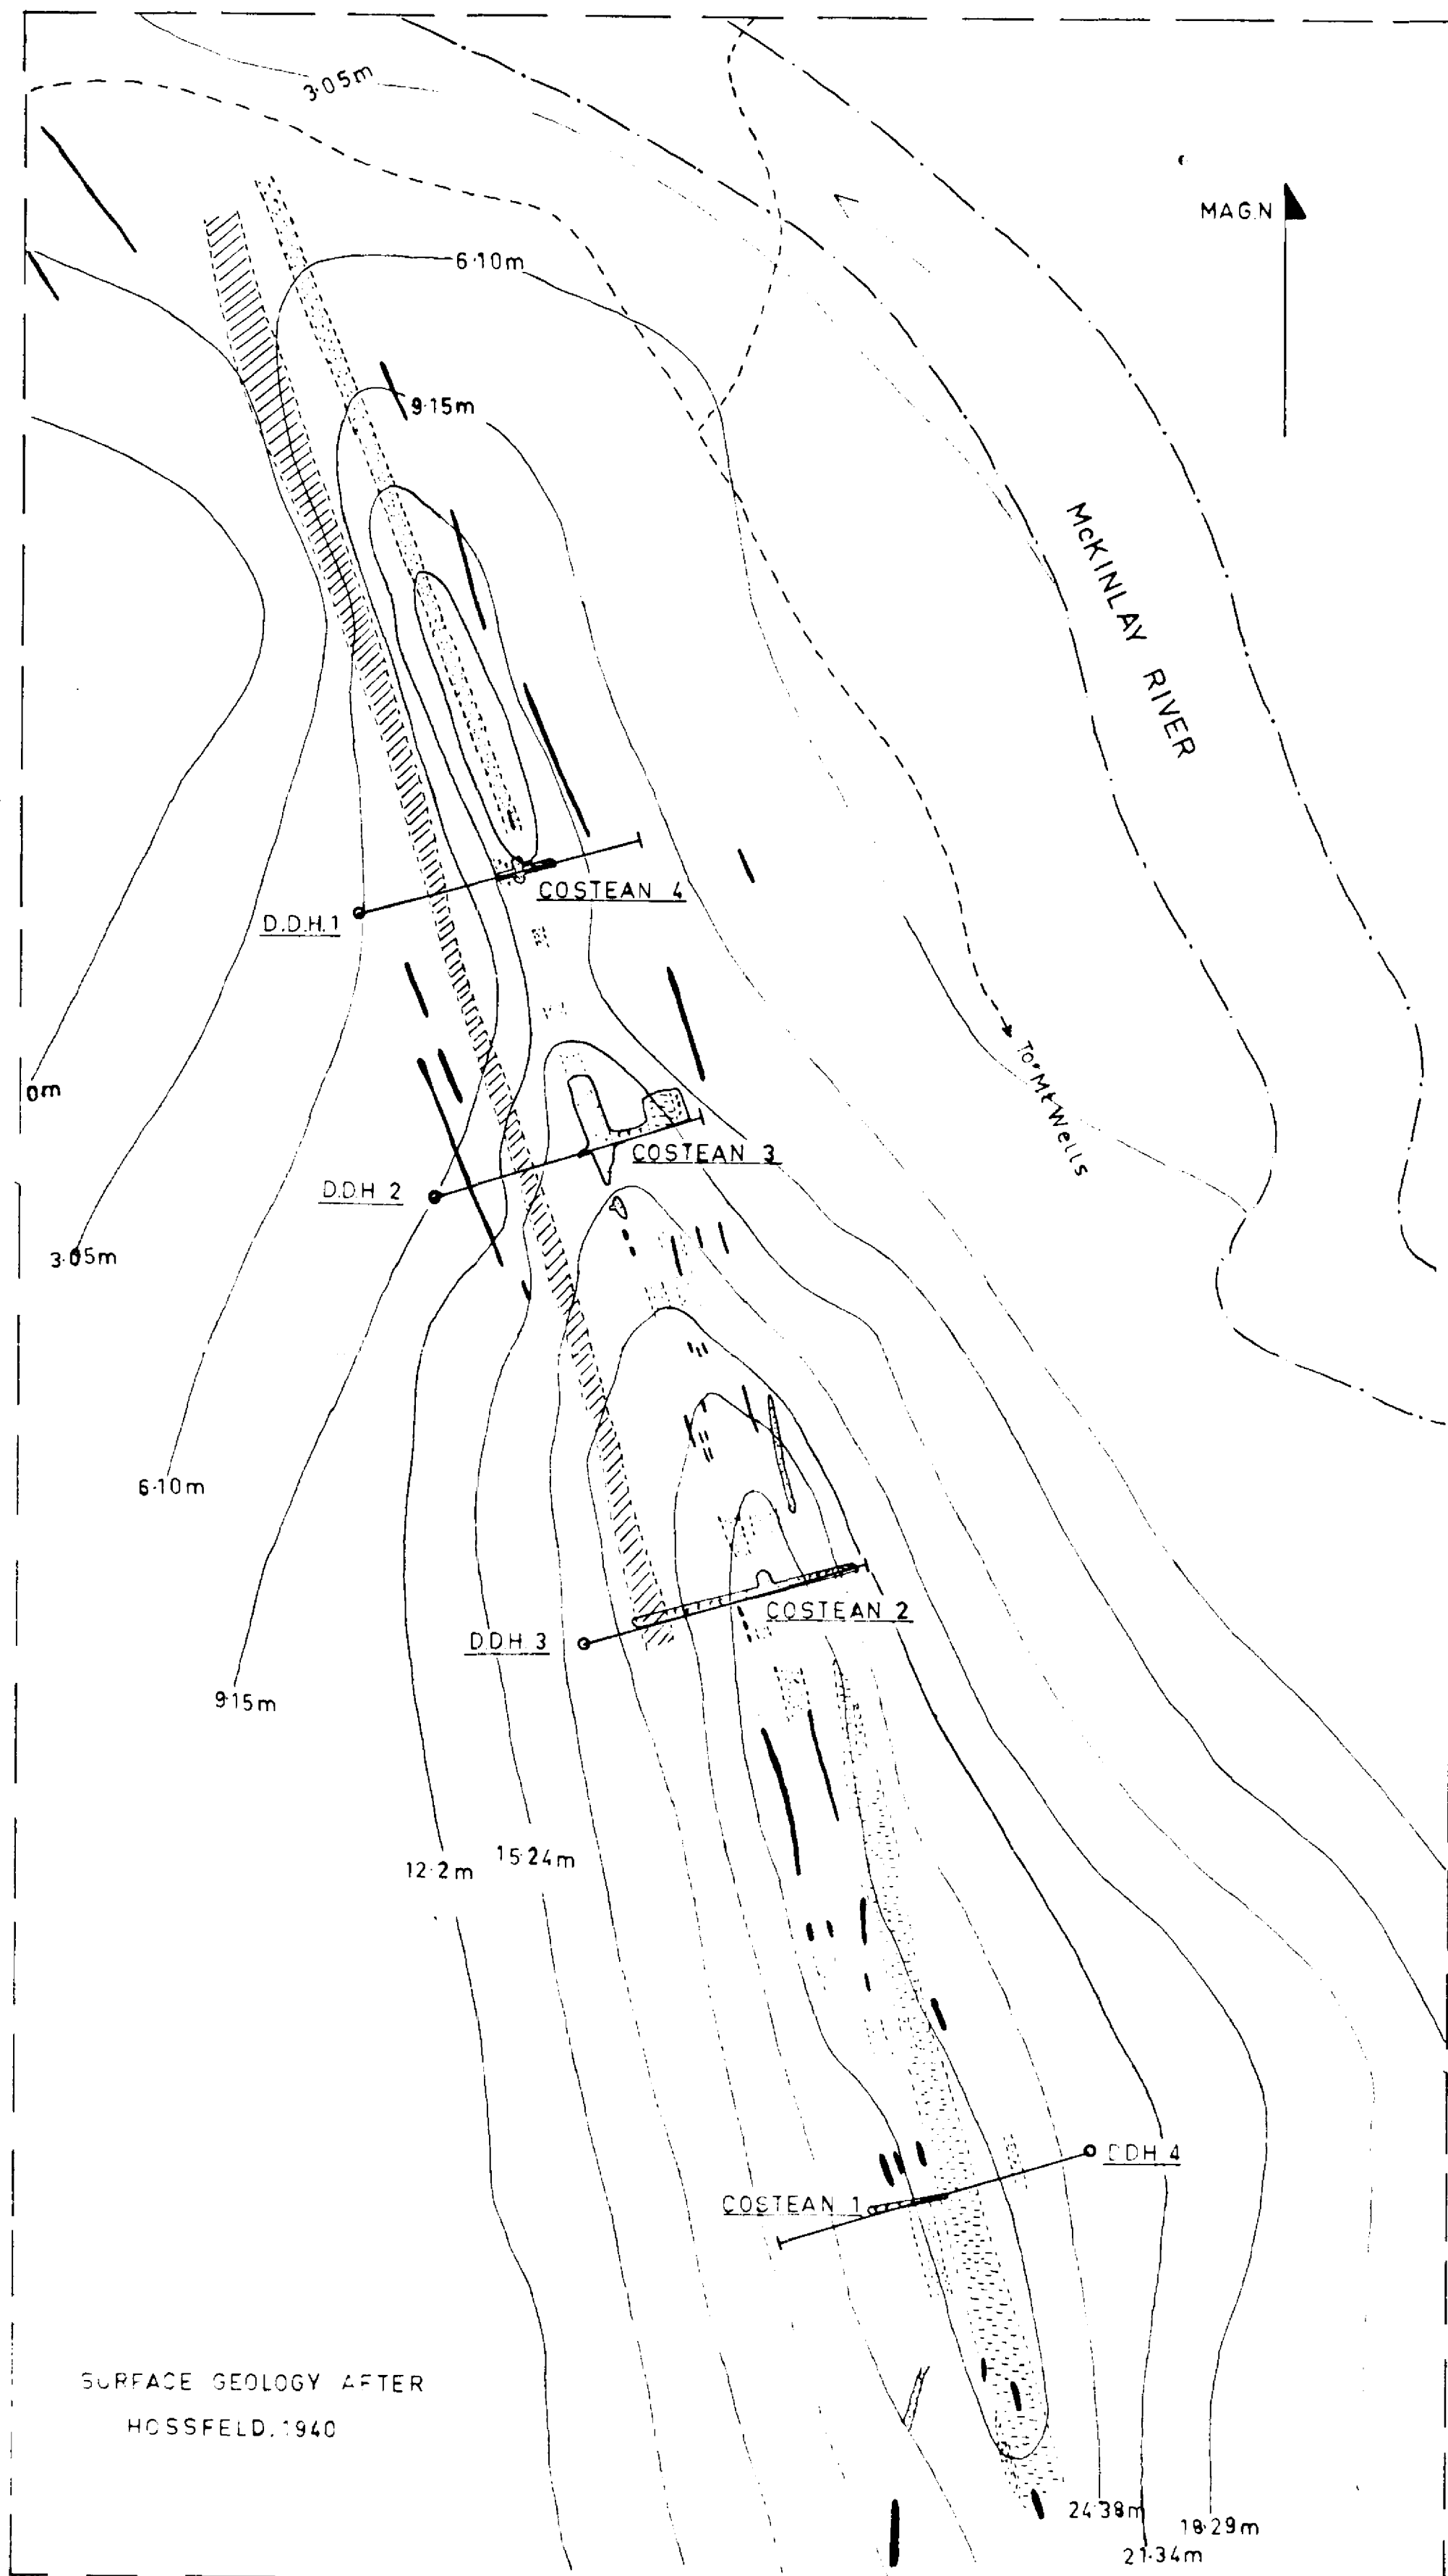 3·05m
MAG.N
6·10m
9·15m
McKINLAY RIVER
COSTEAN 4
D.D.H.1
To Mt Wells
0m
COSTEAN 3
D.D.H 2
3·05m
6·10m
COSTEAN 2
D.D.H. 3
9·15m
15·24m
12·2m
DDH 4
COSTEAN 1
SURFACE GEOLOGY AFTER
HOSSFELD. 1940
24·38m
18·29m
21·34m